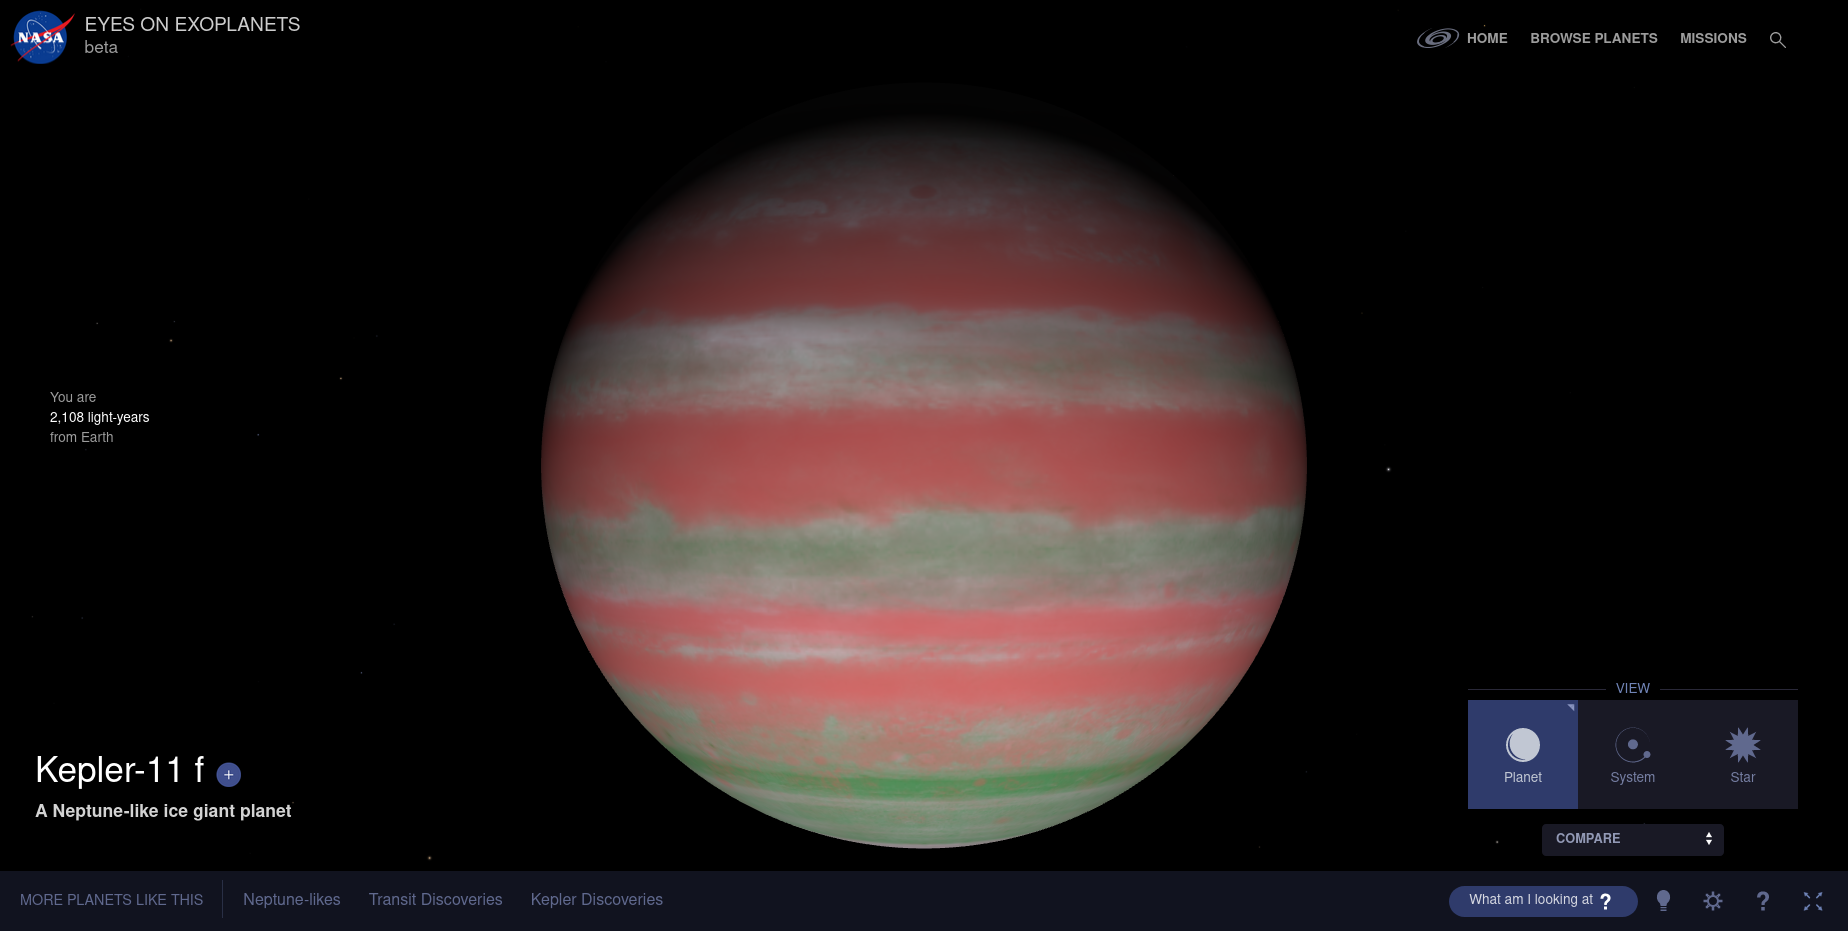 NASA
EYES ON EXOPLANETS
beta
HOME
BROWSE PLANETS
MISSIONS
You are
2,108 light-years
from Earth
Kepler-11 f +
A Neptune-like ice giant planet
VIEW
Planet
System
Star
COMPARE
MORE PLANETS LIKE THIS
Neptune-likes
Transit Discoveries
Kepler Discoveries
What am I looking at ?
?